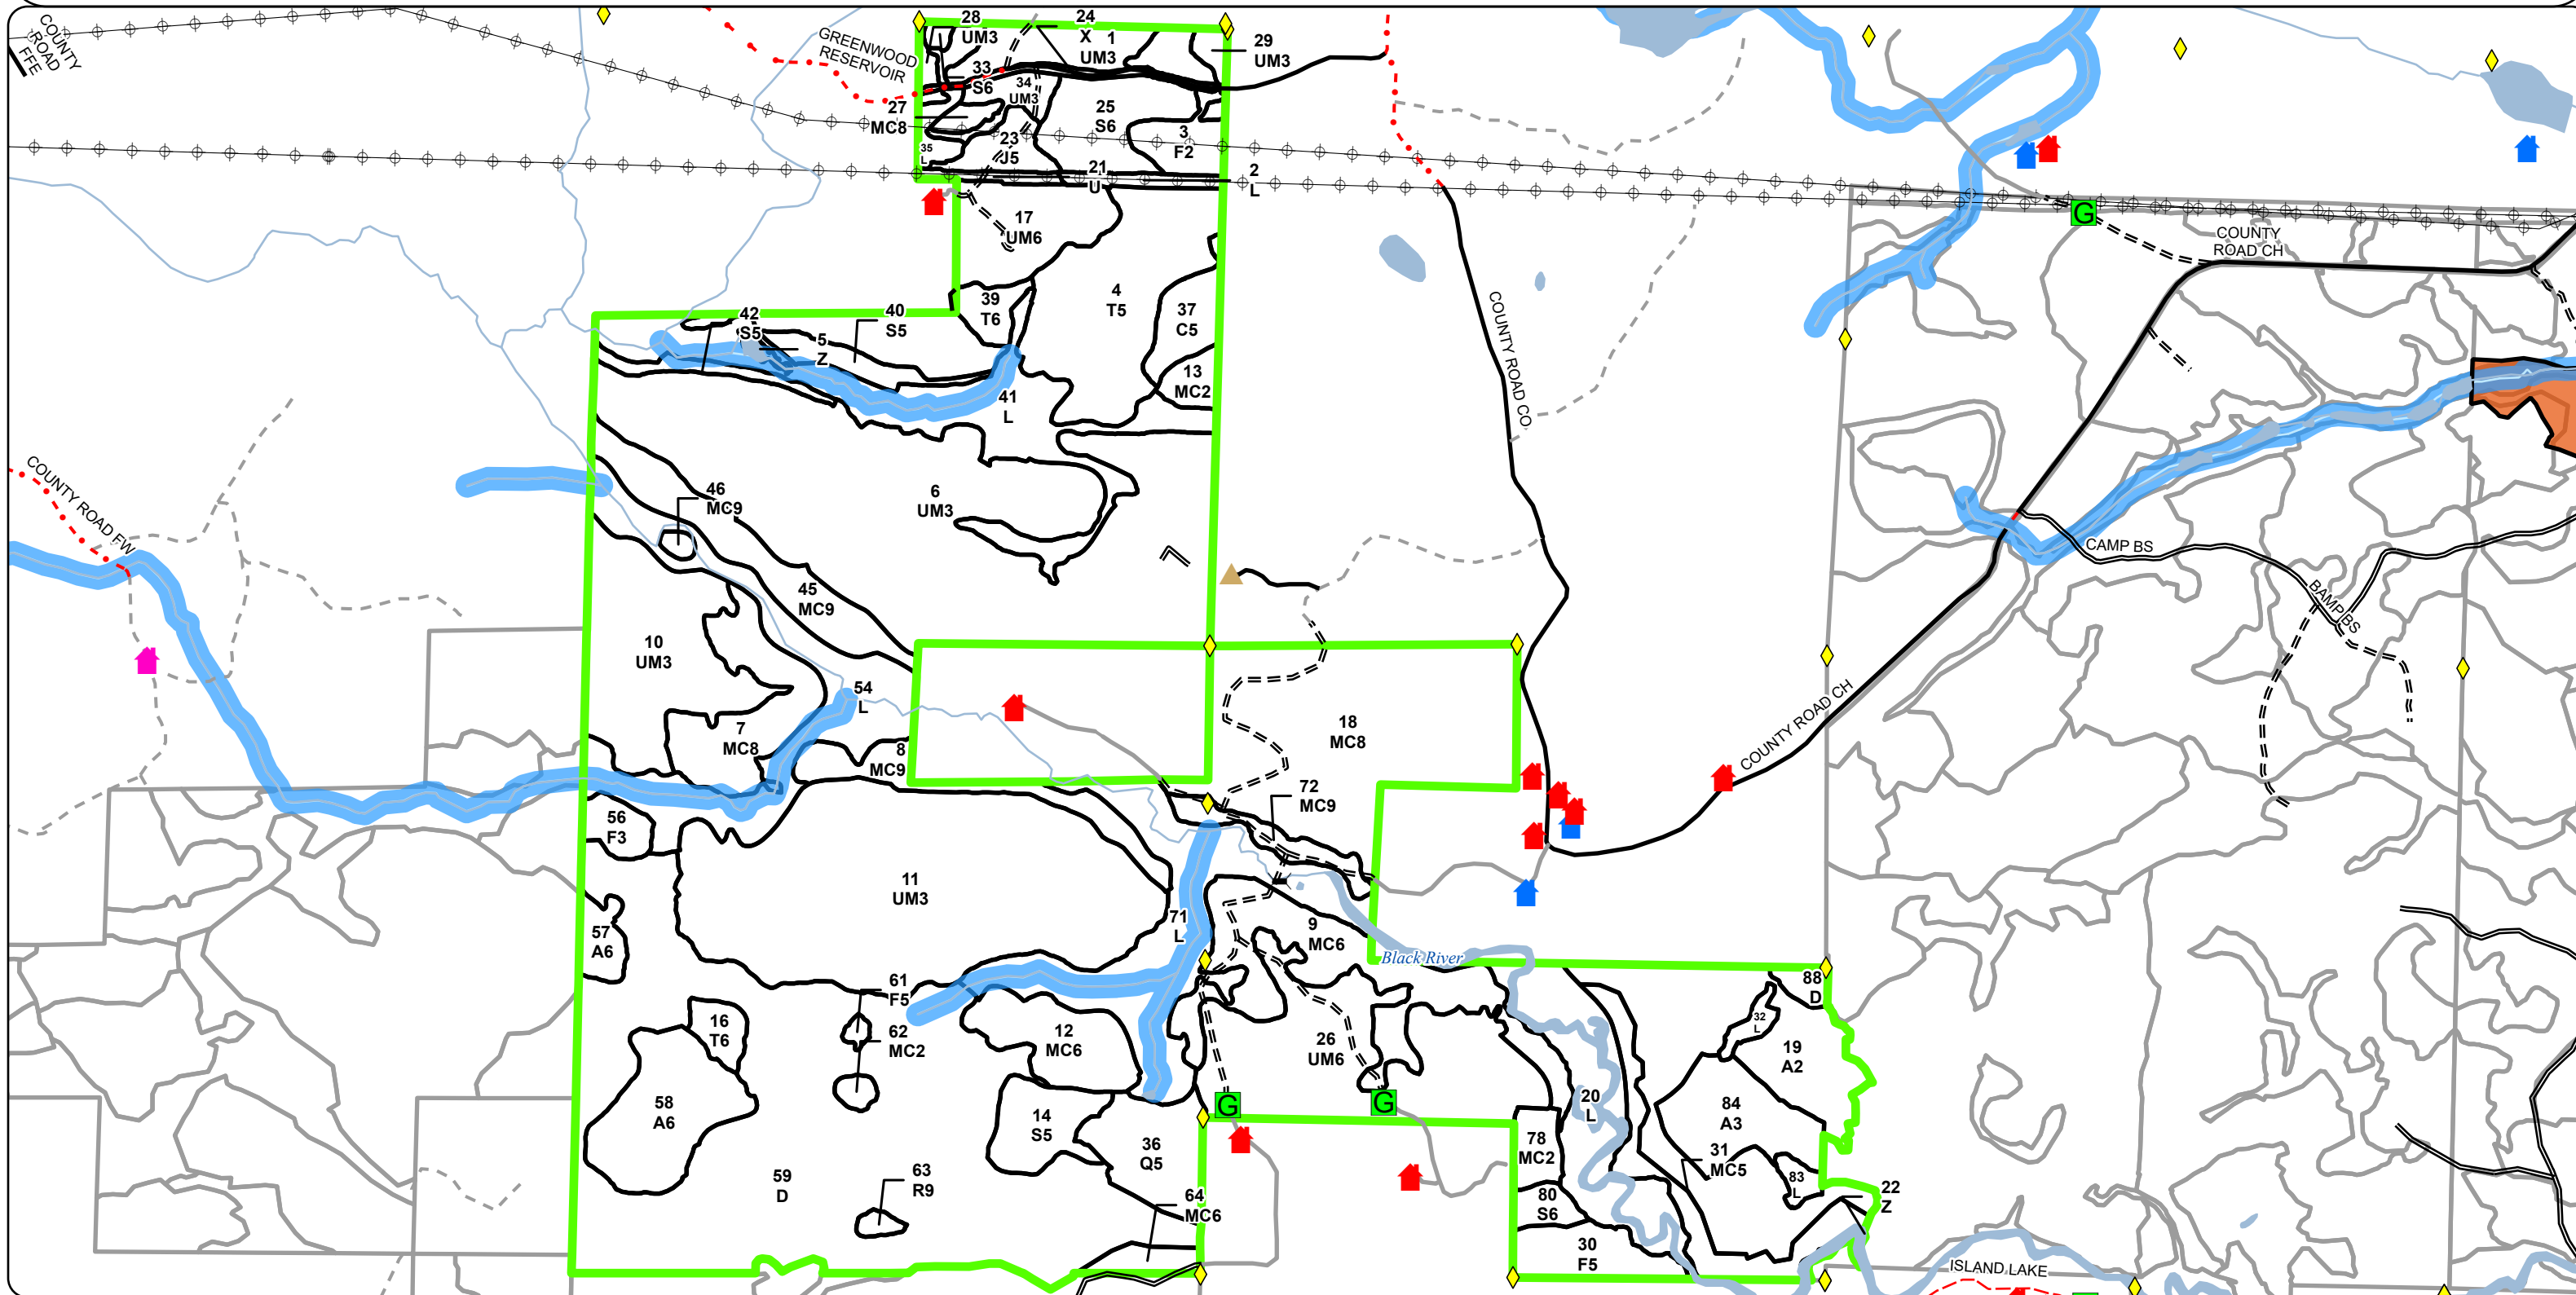 COUNTY
ROAD
FFE
GREENWOOD
RESERVOIR
28
UM3
24
X
1
UM3
29
UM3
33
S6
34
UM3
27
MC8
25
S6
3
F2
23
J5
35
L
21
U
2
L
17
UM6
G
COUNTY
ROAD CH
39
T6
4
T5
37
C5
42
S5
5
Z
40
S5
13
MC2
41
L
COUNTY ROAD CO
COUNTY ROAD FW
46
MC9
6
UM3
CAMP BS
BAMP BS
45
MC9
10
UM3
54
L
7
MC8
8
MC9
18
MC8
COUNTY ROAD CH
72
MC9
56
F3
11
UM3
57
A6
71
L
9
MC6
Black River
61
F5
62
MC2
16
T6
12
MC6
26
UM6
88
D
32
L
19
A2
58
A6
14
S5
36
Q5
G
G
20
L
84
A3
78
MC2
31
MC5
83
L
59
D
63
R9
64
MC6
80
S6
22
Z
30
F5
ISLAND LAKE